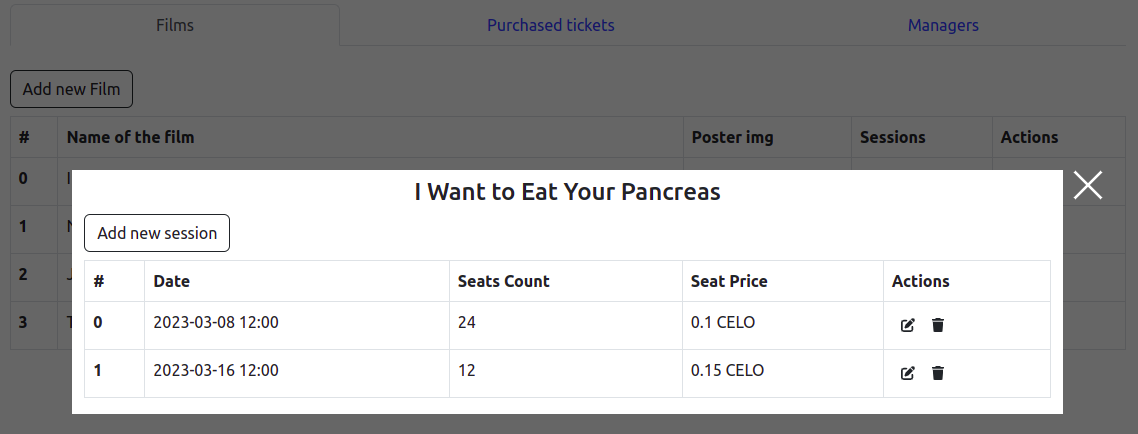 Films Purchased tickets Managers
Add new Film
# Name of the film Poster img Sessions Actions
0
I Want to Eat Your Pancreas
1
Add new session
2
# Date Seats Count Seat Price Actions
3
0 2023-03-08 12:00 24 0.1 CELO
1 2023-03-16 12:00 12 0.15 CELO